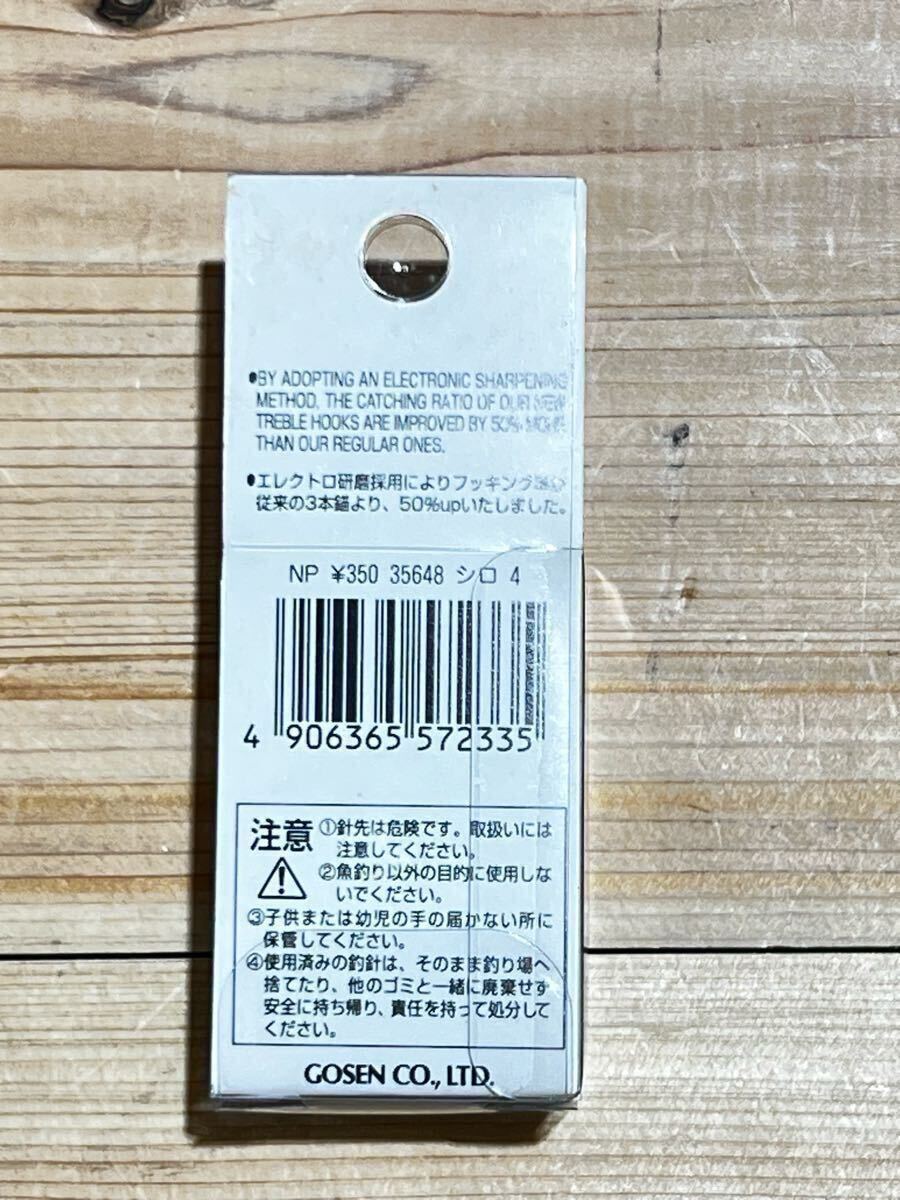 ●BY ADOPTING AN ELECTRONIC SHARPENING
METHOD, THE CATCHING RATIO OF OUR NEW
TREBLE HOOKS ARE IMPROVED BY 50% MORE
THAN OUR REGULAR ONES.
●エレクトロ研磨採用によりフッキング
従来の3本錨より、50%upいたしました。
NP ¥350 35648 シロ 4
4 906365 572335
注意 ①針先は危険です。取扱いには
注意してください。
②魚釣り以外の目的に使用しな
いでください。
③子供または幼児の手の届かない所に
保管してください。
④使用済みの釣針は、そのまま釣り場へ
捨てたり、他のゴミと一緒に廃棄せず
安全に持ち帰り、責任を持って処分して
ください。
GOSEN CO., LTD.